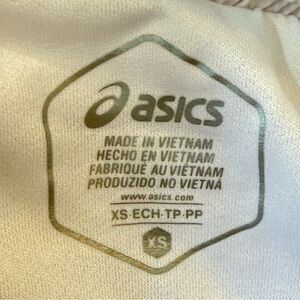 asics
MADE IN VIETNAM
HECHO EN VIETNAM
FABRIQUÉ AU VIÊTNAM
PRODUZIDO NO VIETNÃ
www.asics.com
XS·ECH·TP·PP
XS